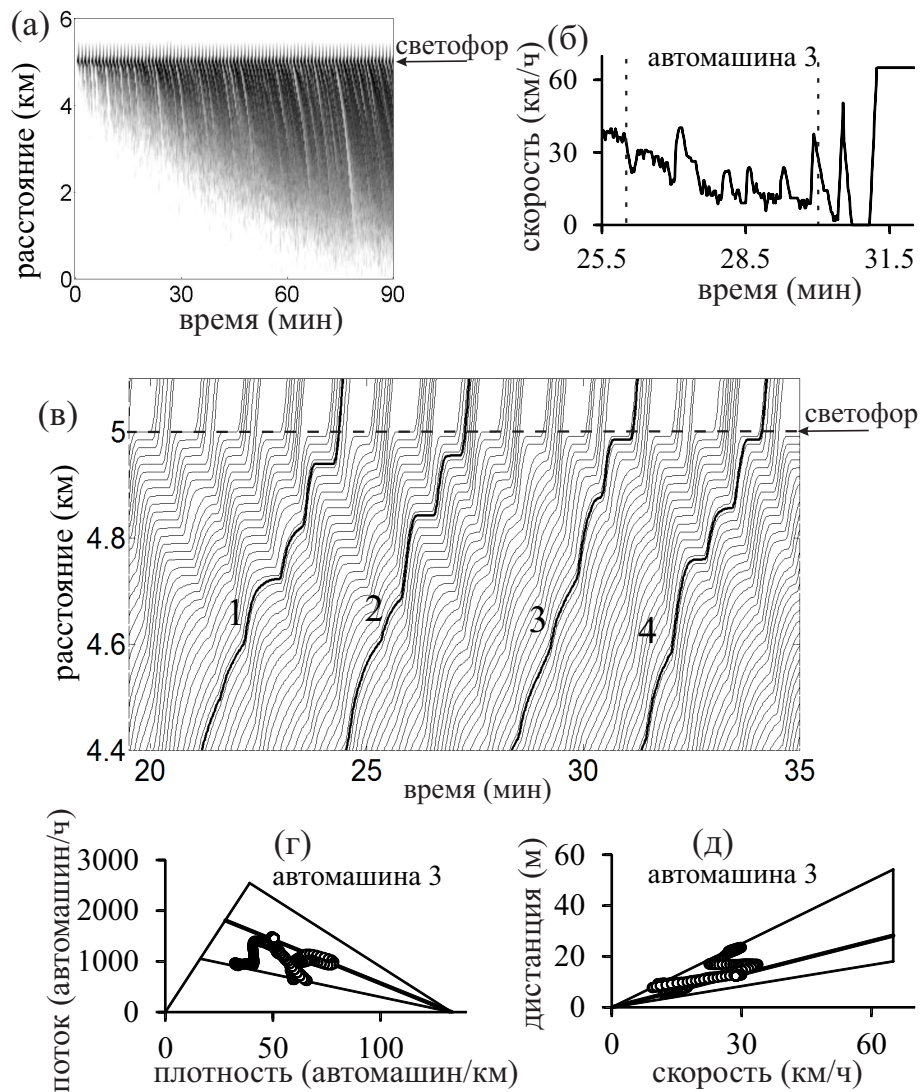 (а)
6
4
2
0
расстояние (км)
0 30 60 90
время (мин)
светофор
(б)
автомашина 3
60
30
0
скорость (км/ч)
25.5 28.5 31.5
время (мин)
(в)
5
4.8
4.6
4.4
расстояние (км)
1 2 3 4
светофор
20 25 30 35
время (мин)
(г)
автомашина 3
3000
2000
1000
0
поток (автомашин/ч)
0 50 100
плотность (автомашин/км)
(д)
автомашина 3
60
40
20
0
дистанция (м)
0 30 60
скорость (км/ч)